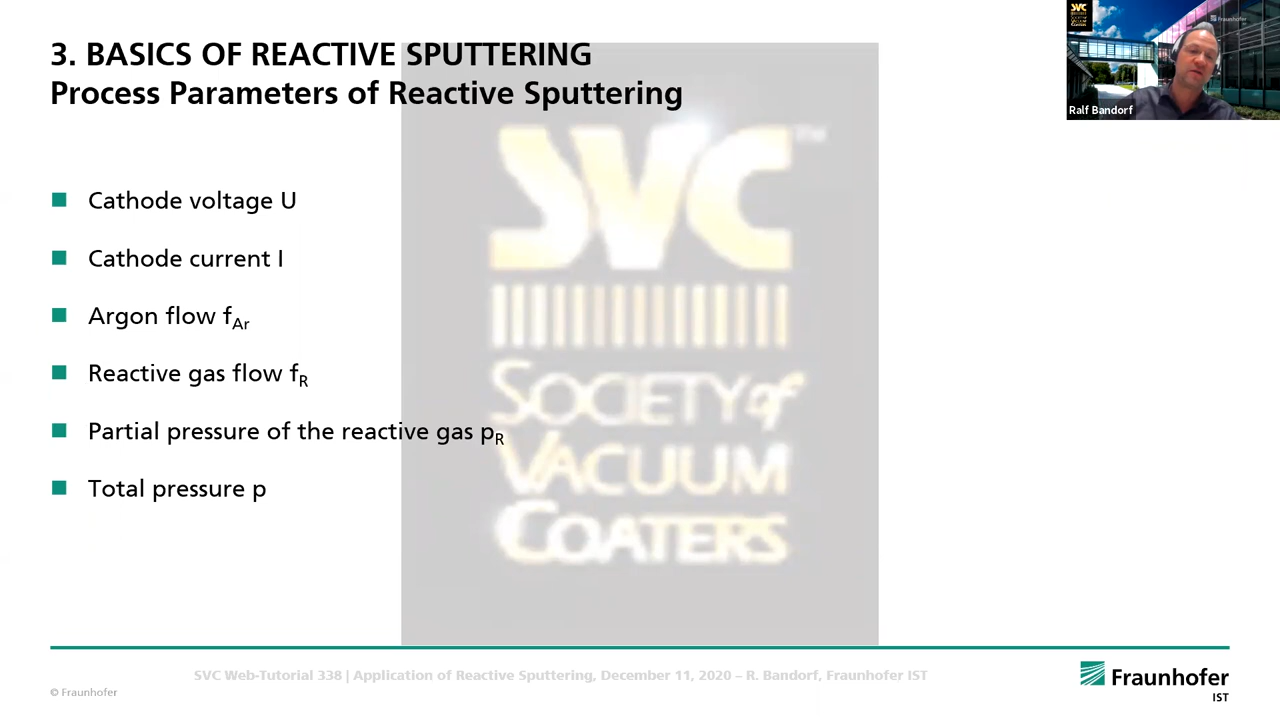 3. BASICS OF REACTIVE SPUTTERING
Process Parameters of Reactive Sputtering
Cathode voltage U
Cathode current I
Argon flow fAr
Reactive gas flow fR
Partial pressure of the reactive gas pR
Total pressure p
SVC™
SOCIETY of
VACUUM
COATERS
SVC
Fraunhofer
Ralf Bandorf
SVC Web-Tutorial 338 | Application of Reactive Sputtering, December 11, 2020 – R. Bandorf, Fraunhofer IST
© Fraunhofer
Fraunhofer
IST